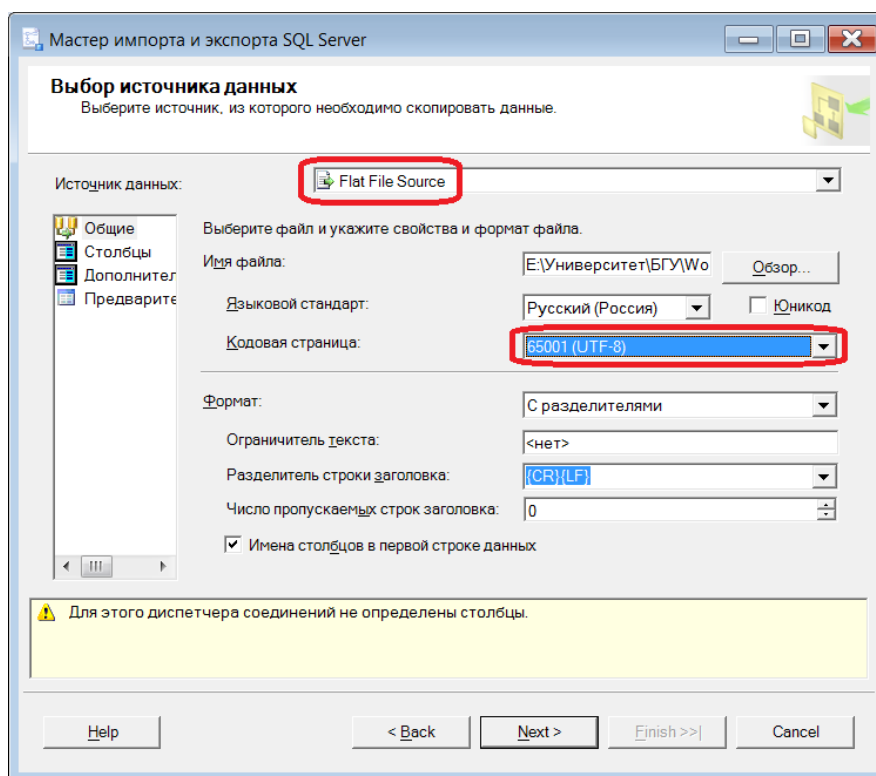 Мастер импорта и экспорта SQL Server
Выбор источника данных
Выберите источник, из которого необходимо скопировать данные.
Источник данных:
Flat File Source
Общие
Столбцы
Дополнител
Предварите
Выберите файл и укажите свойства и формат файла.
Имя файла:
E:\Университет\БГУ\Wo
Обзор...
Языковой стандарт:
Русский (Россия)
Юникод
Кодовая страница:
65001 (UTF-8)
Формат:
С разделителями
Ограничитель текста:
<нет>
Разделитель строки заголовка:
{CR}{LF}
Число пропускаемых строк заголовка:
0
Имена столбцов в первой строке данных
Для этого диспетчера соединений не определены столбцы.
Help
< Back
Next >
Finish >>|
Cancel